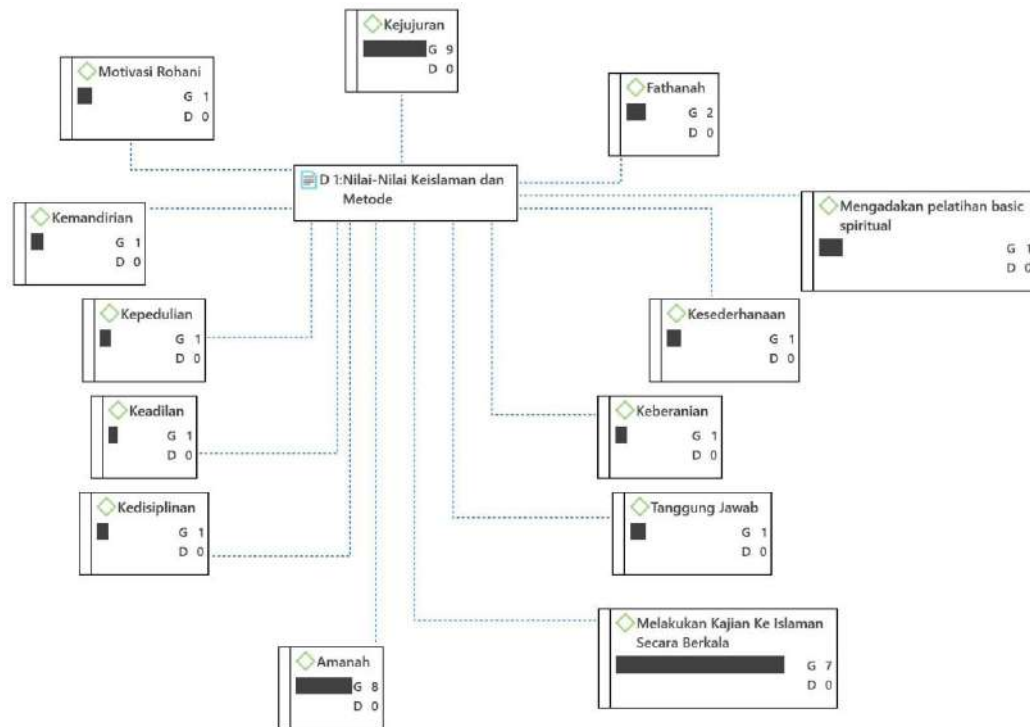 Kejujuran
G 9
D 0
Motivasi Rohani
G 1
D 0
Fathanah
G 2
D 0
D 1:Nilai-Nilai Keislaman dan
Metode
Kemandirian
G 1
D 0
Mengadakan pelatihan basic
spiritual
G 1
D 0
Kepedulian
G 1
D 0
Kesederhanaan
G 1
D 0
Keadilan
G 1
D 0
Keberanian
G 1
D 0
Kedisiplinan
G 1
D 0
Tanggung Jawab
G 1
D 0
Melakukan Kajian Ke Islaman
Secara Berkala
G 7
D 0
Amanah
G 8
D 0